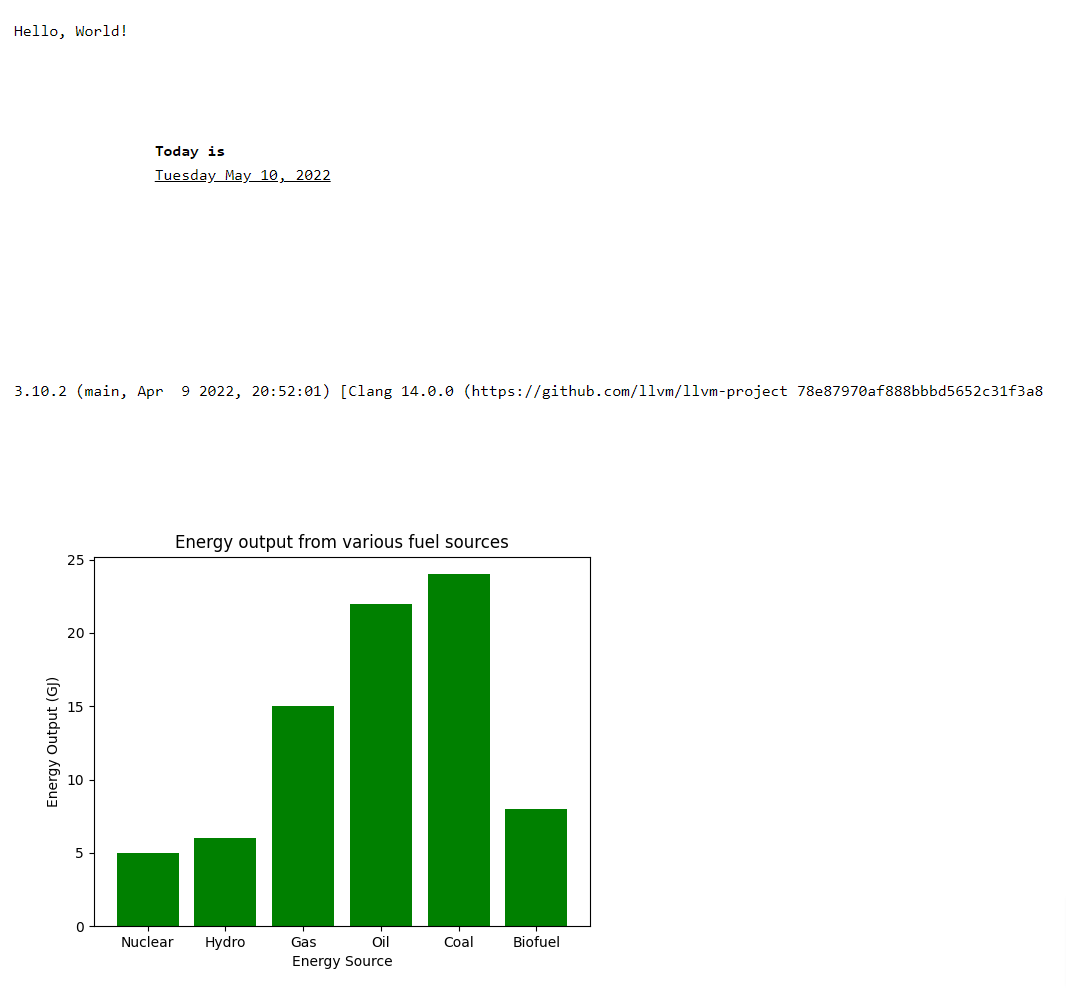 Hello, World!
Today is
Tuesday May 10, 2022
3.10.2 (main, Apr  9 2022, 20:52:01) [Clang 14.0.0 (https://github.com/llvm/llvm-project 78e87970af888bbbd5652c31f3a8
Energy output from various fuel sources
25
20
15
10
5
0
Energy Output (GJ)
Nuclear Hydro Gas Oil Coal Biofuel
Energy Source